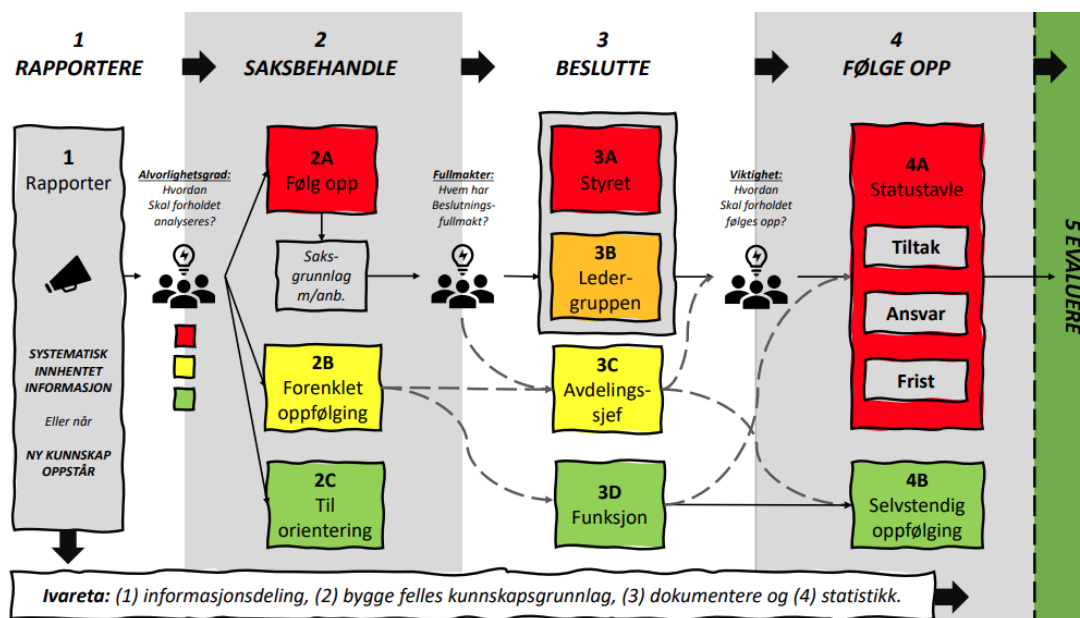 1
RAPPORTERE
2
SAKSBEHANDLE
3
BESLUTTE
4
FØLGE OPP
1
Rapporter
SYSTEMATISK
INNHENTET
INFORMASJON
Eller når
NY KUNNSKAP
OPPSTÅR
Alvorlighetsgrad:
Hvordan
Skal forholdet
analyseres?
2A
Følg opp
Saks-
grunnlag
m/anb.
2B
Forenklet
oppfølging
2C
Til
orientering
Fullmakter:
Hvem har
Beslutnings-
fullmakt?
3A
Styret
3B
Leder-
gruppen
3C
Avdelings-
sjef
3D
Funksjon
Viktighet:
Hvordan
Skal forholdet
følges opp?
4A
Statustavle
Tiltak
Ansvar
Frist
4B
Selvstendig
oppfølging
5 EVALUERE
Ivareta: (1) informasjonsdeling, (2) bygge felles kunnskapsgrunnlag, (3) dokumentere og (4) statistikk.